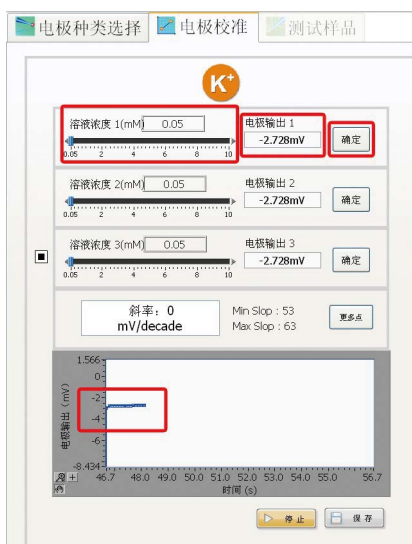 电极种类选择 电极校准 测试样品
K+
溶液浓度 1(mM) 0.05 电极输出 1
-2.728mV 确定
0.05 2 4 6 8 10
溶液浓度 2(mM) 0.05 电极输出 2
-2.728mV 确定
0.05 2 4 6 8 10
溶液浓度 3(mM) 0.05 电极输出 3
-2.728mV 确定
0.05 2 4 6 8 10
斜率：0 Min Slop : 53
mV/decade Max Slop : 63 更多点
1.566
0
-2
-4
-6
-8.434
电极输出 (mV)
46.7 48.0 49.0 50.0 51.0 52.0 53.0 54.0 55.0 56.7
时间 (s)
停止 保存